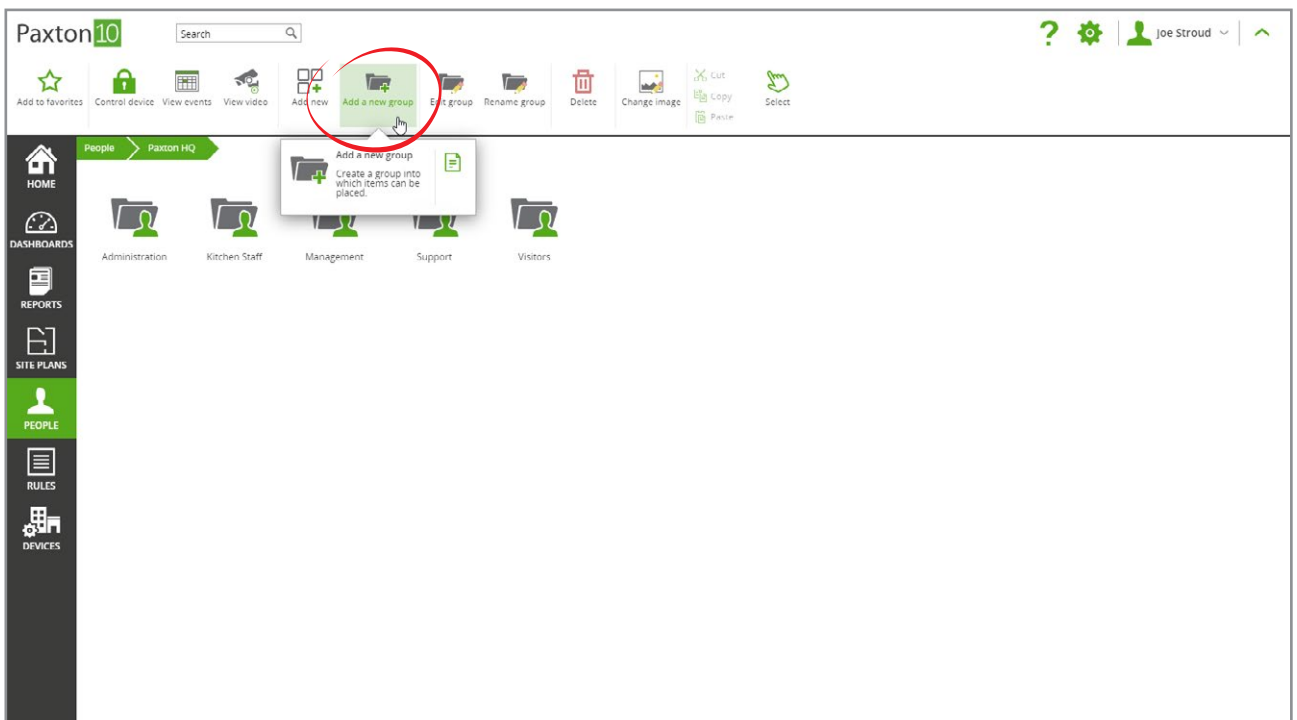 Paxton10
Search
Joe Stroud
Add to favorites
Control device
View events
View video
Add new
Add a new group
Edit group
Rename group
Delete
Change image
Cut
Copy
Paste
Select
People
Paxton HQ
Add a new group
Create a group into
which items can be
placed.
HOME
DASHBOARDS
REPORTS
SITE PLANS
PEOPLE
RULES
DEVICES
Administration
Kitchen Staff
Management
Support
Visitors